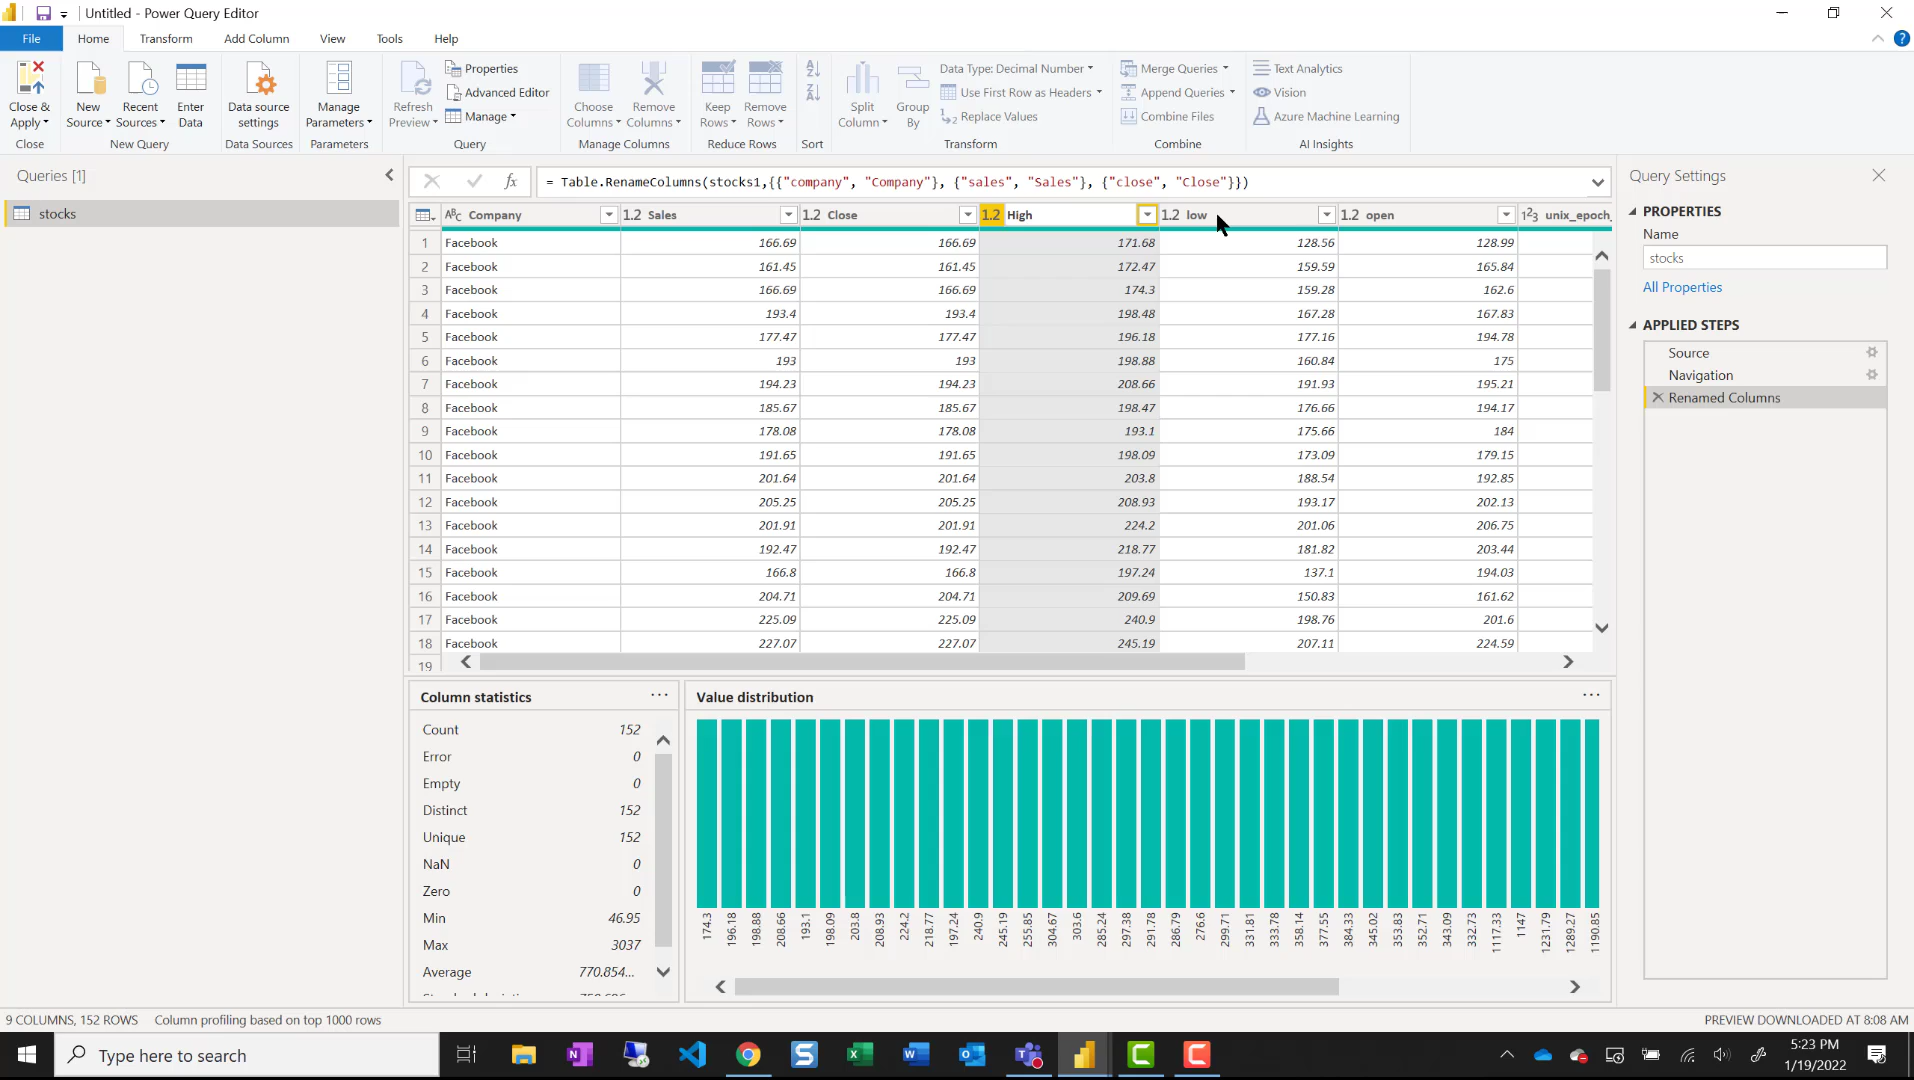 Untitled - Power Query Editor
File Home Transform Add Column View Tools Help
Close & Apply
New Source
Recent Sources
Enter Data
Data source settings
Manage Parameters
Refresh Preview
Properties
Advanced Editor
Manage
Choose Columns
Remove Columns
Keep Rows
Remove Rows
Split Column
Group By
Data Type: Decimal Number
Use First Row as Headers
Replace Values
Merge Queries
Append Queries
Combine Files
Text Analytics
Vision
Azure Machine Learning
Close New Query Data Sources Parameters Query Manage Columns Reduce Rows Sort Transform Combine AI Insights
Queries [1]
stocks
fx = Table.RenameColumns(stocks1,{{"company", "Company"}, {"sales", "Sales"}, {"close", "Close"}})
Company 1.2 Sales 1.2 Close 1.2 High 1.2 low 1.2 open 123 unix_epoch_
1 Facebook 166.69 166.69 171.68 128.56 128.99
2 Facebook 161.45 161.45 172.47 159.59 165.84
3 Facebook 166.69 166.69 174.3 159.28 162.6
4 Facebook 193.4 193.4 198.48 167.28 167.83
5 Facebook 177.47 177.47 196.18 177.16 194.78
6 Facebook 193 193 198.88 160.84 175
7 Facebook 194.23 194.23 208.66 191.93 195.21
8 Facebook 185.67 185.67 198.47 176.66 194.17
9 Facebook 178.08 178.08 193.1 175.66 184
10 Facebook 191.65 191.65 198.09 173.09 179.15
11 Facebook 201.64 201.64 203.8 188.54 192.85
12 Facebook 205.25 205.25 208.93 193.17 202.13
13 Facebook 201.91 201.91 224.2 201.06 206.75
14 Facebook 192.47 192.47 218.77 181.82 203.44
15 Facebook 166.8 166.8 197.24 137.1 194.03
16 Facebook 204.71 204.71 209.69 150.83 161.62
17 Facebook 225.09 225.09 240.9 198.76 201.6
18 Facebook 227.07 227.07 245.19 207.11 224.59
19
Column statistics
Count 152
Error 0
Empty 0
Distinct 152
Unique 152
NaN 0
Zero 0
Min 46.95
Max 3037
Average 770.854...
Value distribution
174.3 196.18 198.88 208.66 193.1 198.09 203.8 208.93 224.2 218.77 197.24 240.9 245.19 255.85 304.67 303.6 285.24 297.38 291.78 286.79 276.6 299.71 331.81 333.78 358.14 377.55 384.33 345.02 353.83 352.71 343.09 332.73 1117.33 1147 1231.79 1289.27 1190.85
Query Settings
PROPERTIES
Name
stocks
All Properties
APPLIED STEPS
Source
Navigation
Renamed Columns
9 COLUMNS, 152 ROWS Column profiling based on top 1000 rows
PREVIEW DOWNLOADED AT 8:08 AM
Type here to search
5:23 PM
1/19/2022